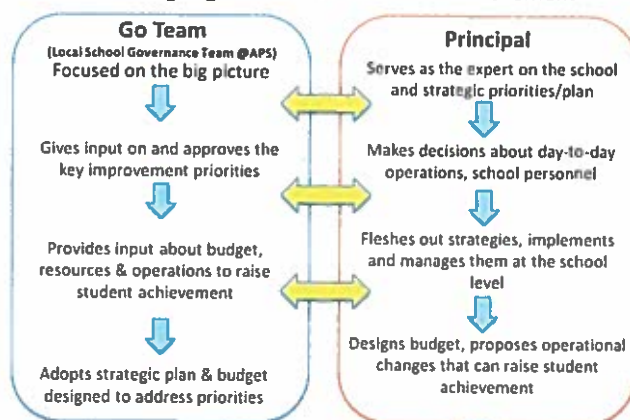 Go Team
(Local School Governance Team @APS)
Focused on the big picture
Gives input on and approves the
key improvement priorities
Provides input about budget,
resources & operations to raise
student achievement
Adopts strategic plan & budget
designed to address priorities
Principal
Serves as the expert on the school
and strategic priorities/plan
Makes decisions about day-to-day
operations, school personnel
Fleshes out strategies, implements
and manages them at the school
level
Designs budget, proposes operational
changes that can raise student
achievement